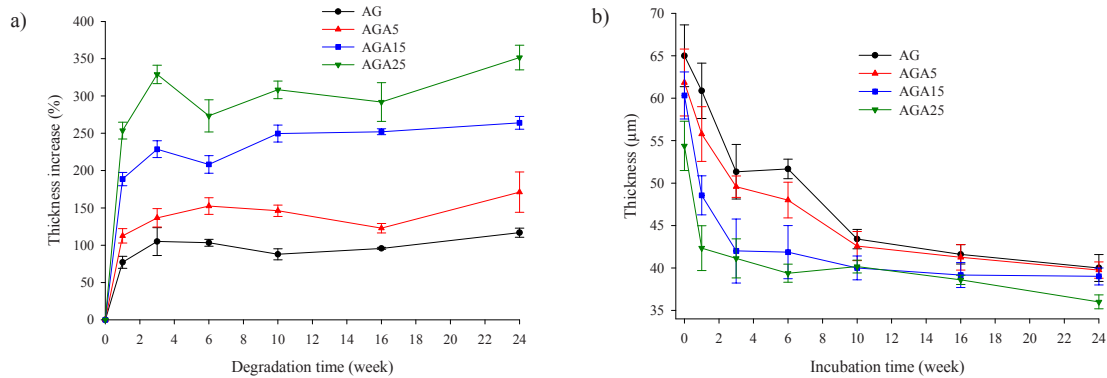 a)
AG
AGA5
AGA15
AGA25
Thickness increase (%)
400
350
300
250
200
150
100
50
0
0 2 4 6 8 10 12 14 16 18 20 22 24
Degradation time (week)
b)
AG
AGA5
AGA15
AGA25
Thickness (µm)
70
65
60
55
50
45
40
35
0 2 4 6 8 10 12 14 16 18 20 22 24
Incubation time (week)